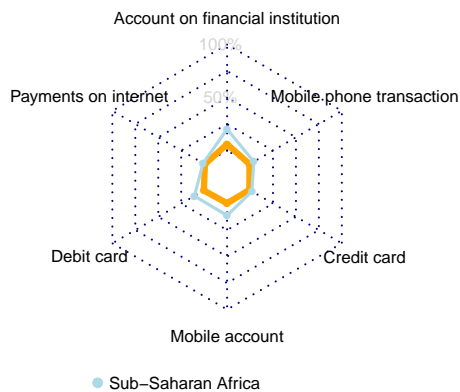 Account on financial institution
100%
Payments on internet
50%
Mobile phone transaction
Debit card
Credit card
Mobile account
Sub−Saharan Africa